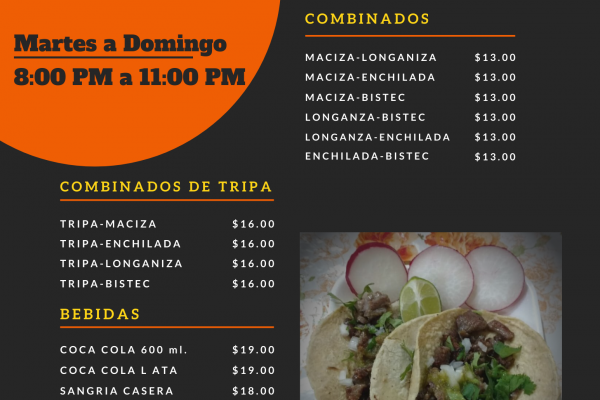 Martes a Domingo
8:00 PM a 11:00 PM
COMBINADOS
MACIZA-LONGANIZA $13.00
MACIZA-ENCHILADA $13.00
MACIZA-BISTEC $13.00
LONGANZA-BISTEC $13.00
LONGANZA-ENCHILADA $13.00
ENCHILADA-BISTEC $13.00
COMBINADOS DE TRIPA
TRIPA-MACIZA $16.00
TRIPA-ENCHILADA $16.00
TRIPA-LONGANIZA $16.00
TRIPA-BISTEC $16.00
BEBIDAS
COCA COLA 600 ml. $19.00
COCA COLA L ATA $19.00
SANGRIA CASERA $18.00